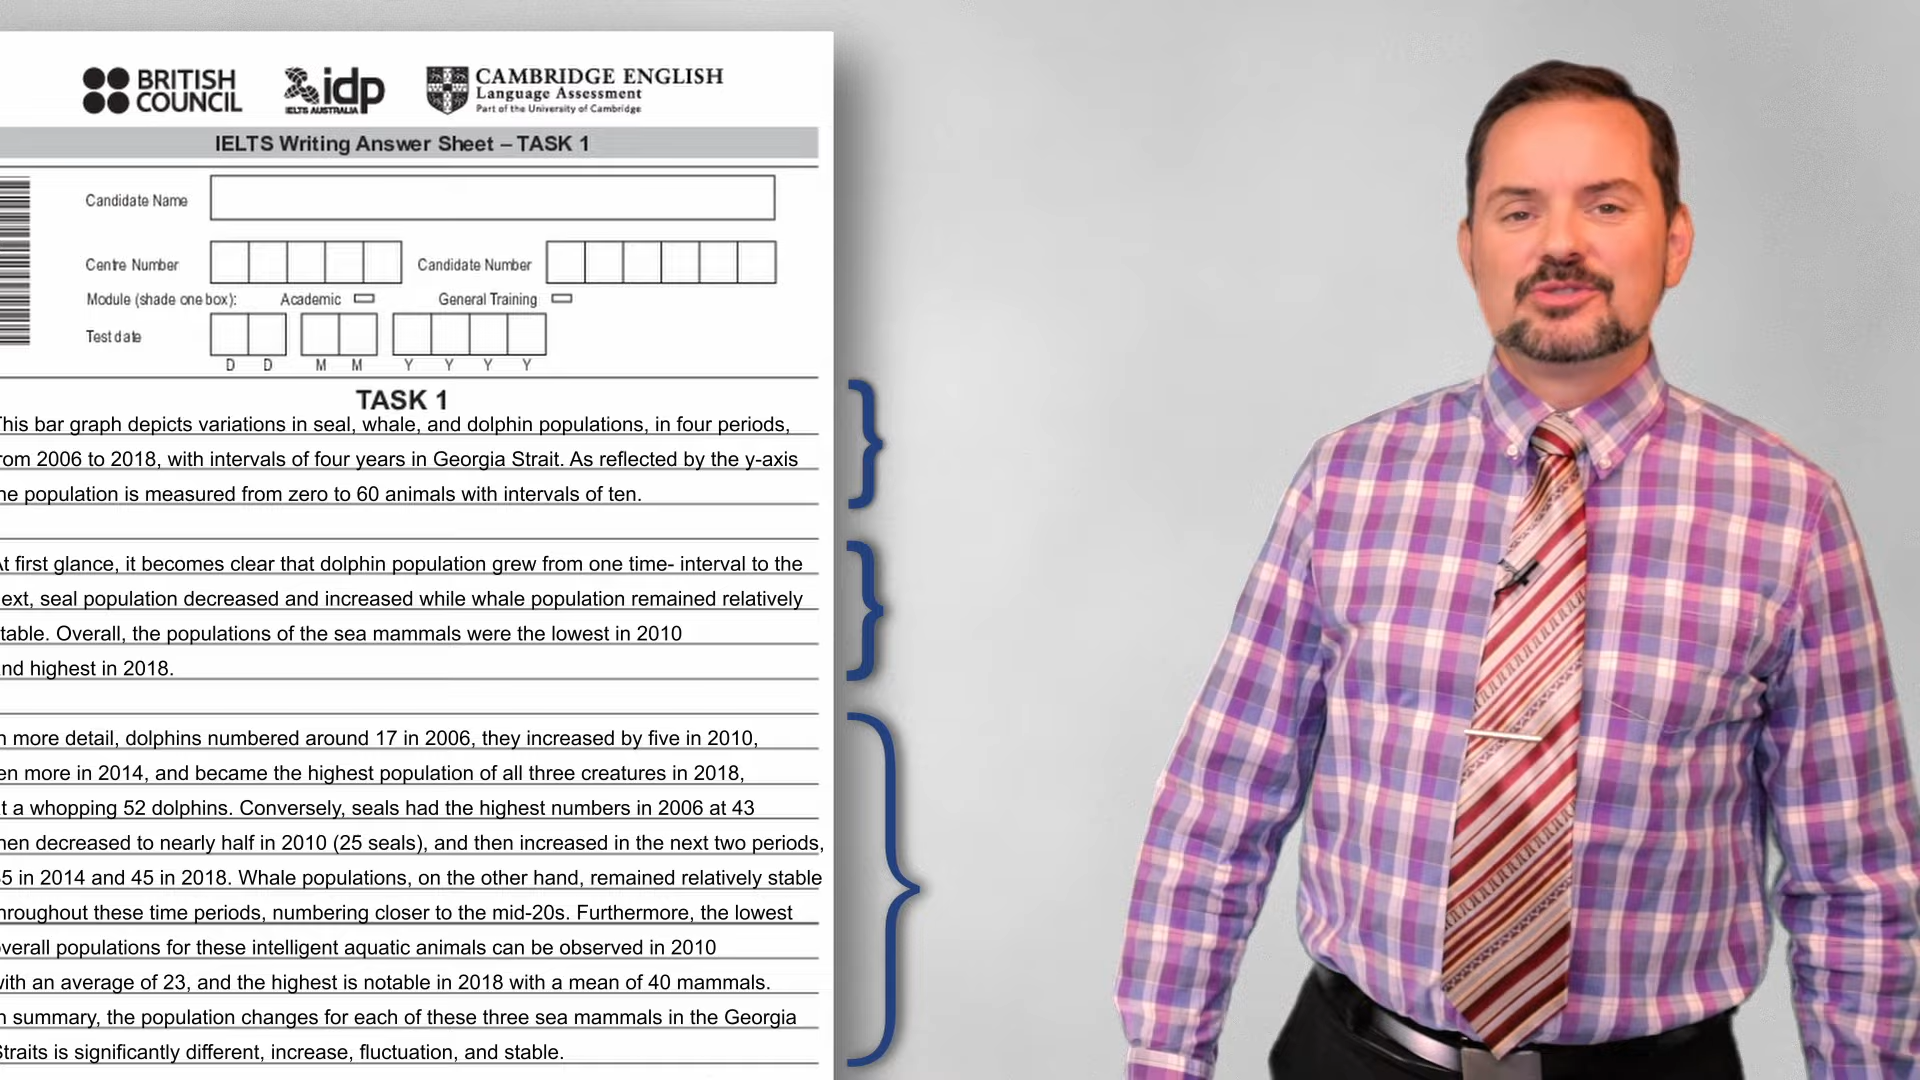 BRITISH COUNCIL
idp
IELTS AUSTRALIA
CAMBRIDGE ENGLISH
Language Assessment
Part of the University of Cambridge
IELTS Writing Answer Sheet – TASK 1
Candidate Name
Centre Number Candidate Number
Module (shade one box): Academic General Training
Test date
D D M M Y Y Y Y
TASK 1
This bar graph depicts variations in seal, whale, and dolphin populations, in four periods,
rom 2006 to 2018, with intervals of four years in Georgia Strait. As reflected by the y-axis
he population is measured from zero to 60 animals with intervals of ten.
At first glance, it becomes clear that dolphin population grew from one time- interval to the
ext, seal population decreased and increased while whale population remained relatively
table. Overall, the populations of the sea mammals were the lowest in 2010
nd highest in 2018.
n more detail, dolphins numbered around 17 in 2006, they increased by five in 2010,
en more in 2014, and became the highest population of all three creatures in 2018,
t a whopping 52 dolphins. Conversely, seals had the highest numbers in 2006 at 43
hen decreased to nearly half in 2010 (25 seals), and then increased in the next two periods,
5 in 2014 and 45 in 2018. Whale populations, on the other hand, remained relatively stable
hroughout these time periods, numbering closer to the mid-20s. Furthermore, the lowest
overall populations for these intelligent aquatic animals can be observed in 2010
with an average of 23, and the highest is notable in 2018 with a mean of 40 mammals.
n summary, the population changes for each of these three sea mammals in the Georgia
Straits is significantly different, increase, fluctuation, and stable.